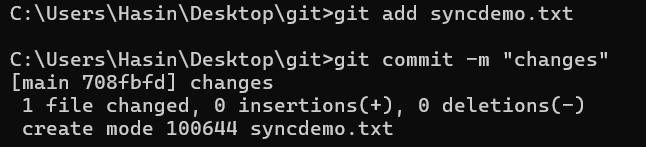 C:\Users\Hasin\Desktop\git>git add syncdemo.txt
C:\Users\Hasin\Desktop\git>git commit -m "changes"
[main 708fbfd] changes
 1 file changed, 0 insertions(+), 0 deletions(-)
 create mode 100644 syncdemo.txt